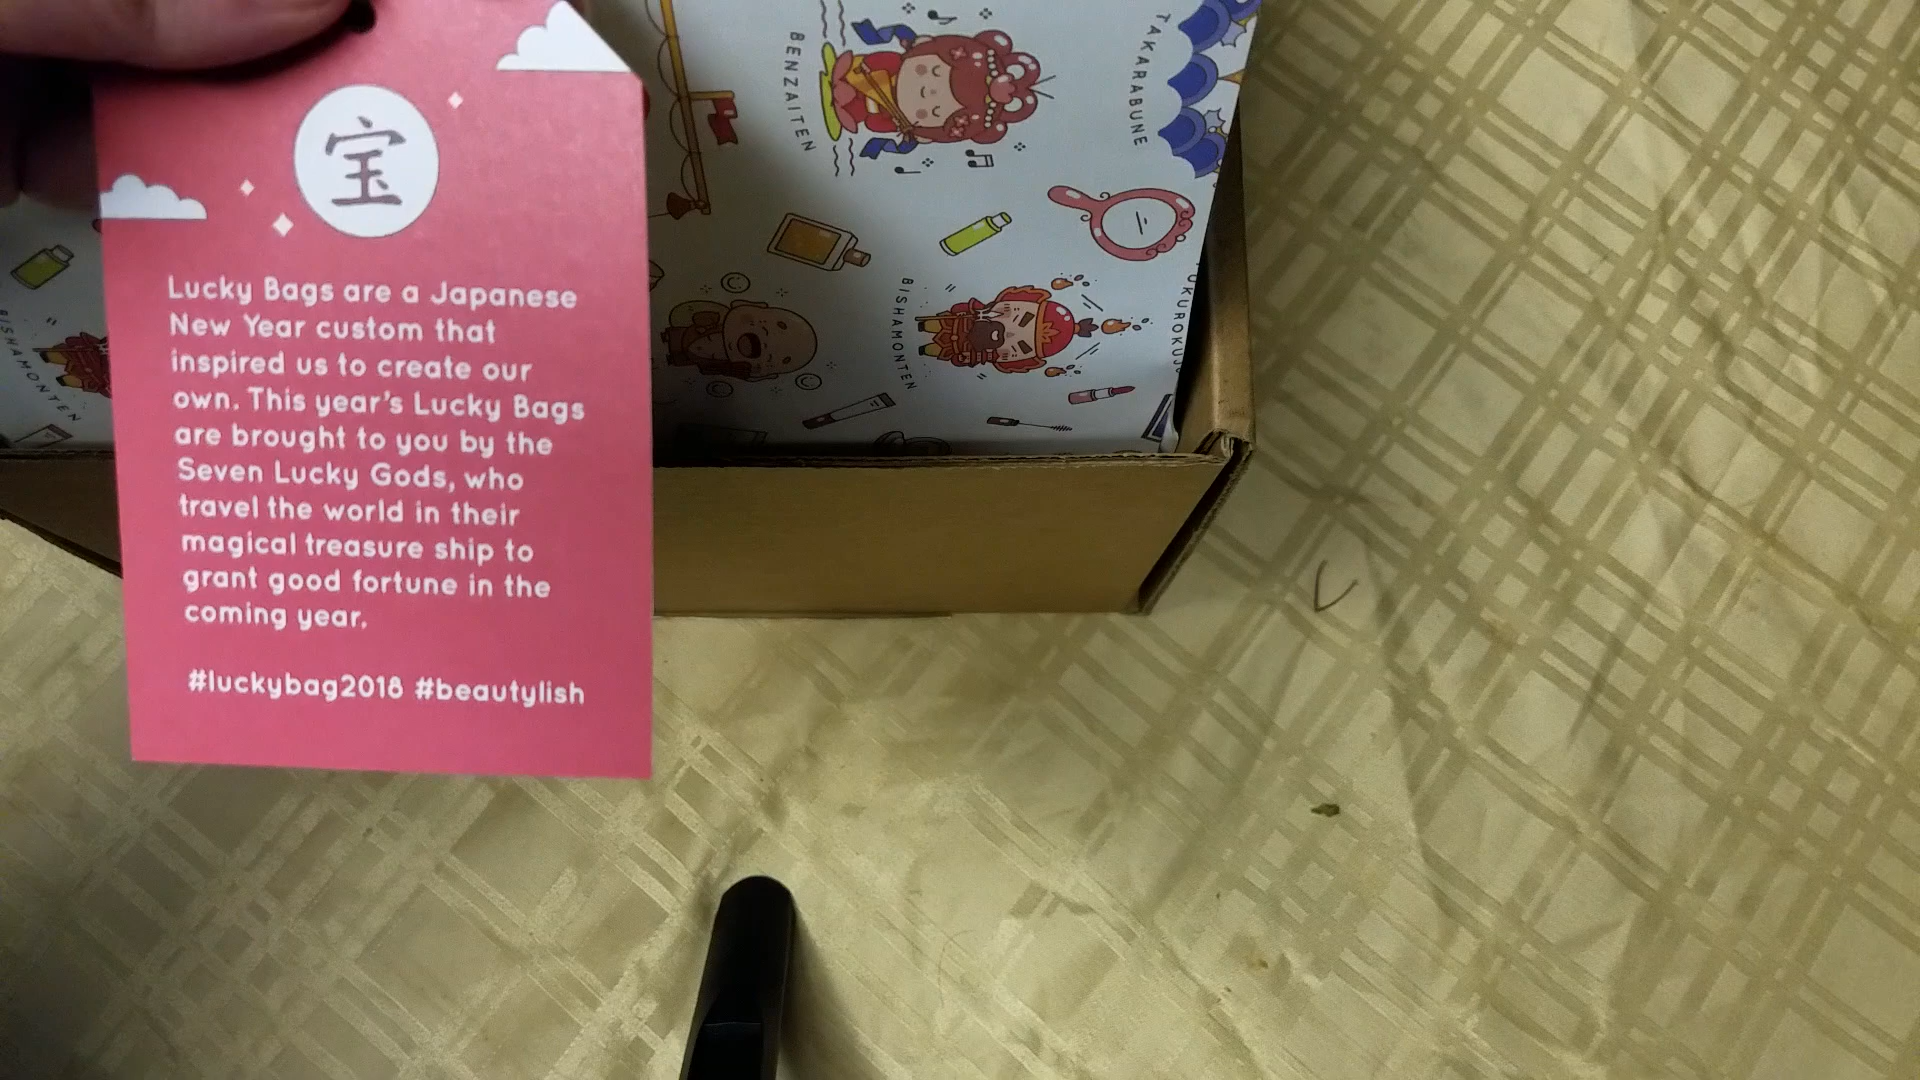 宝
Lucky Bags are a Japanese
New Year custom that
inspired us to create our
own. This year's Lucky Bags
are brought to you by the
Seven Lucky Gods, who
travel the world in their
magical treasure ship to
grant good fortune in the
coming year.
#luckybag2018 #beautylish
BENZAITEN
TAKARABUNE
BISHAMONTEN
BISHAMONTEN